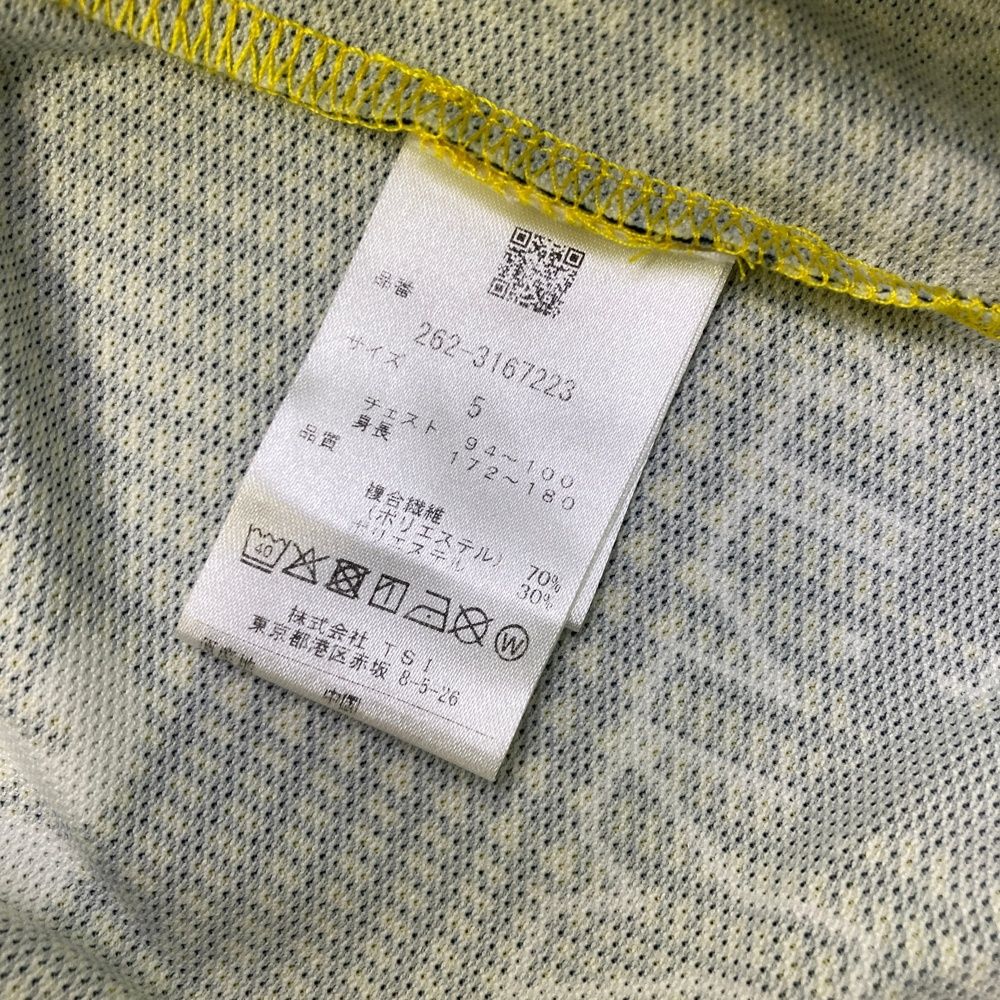 品番
262-3167223
サイズ
5
チェスト 94～100
身長 172～180
品質
複合繊維
(ポリエステル) 70%
ポリエステル 30%
40
W
株式会社 TSI
東京都港区赤坂 8-5-26
中国